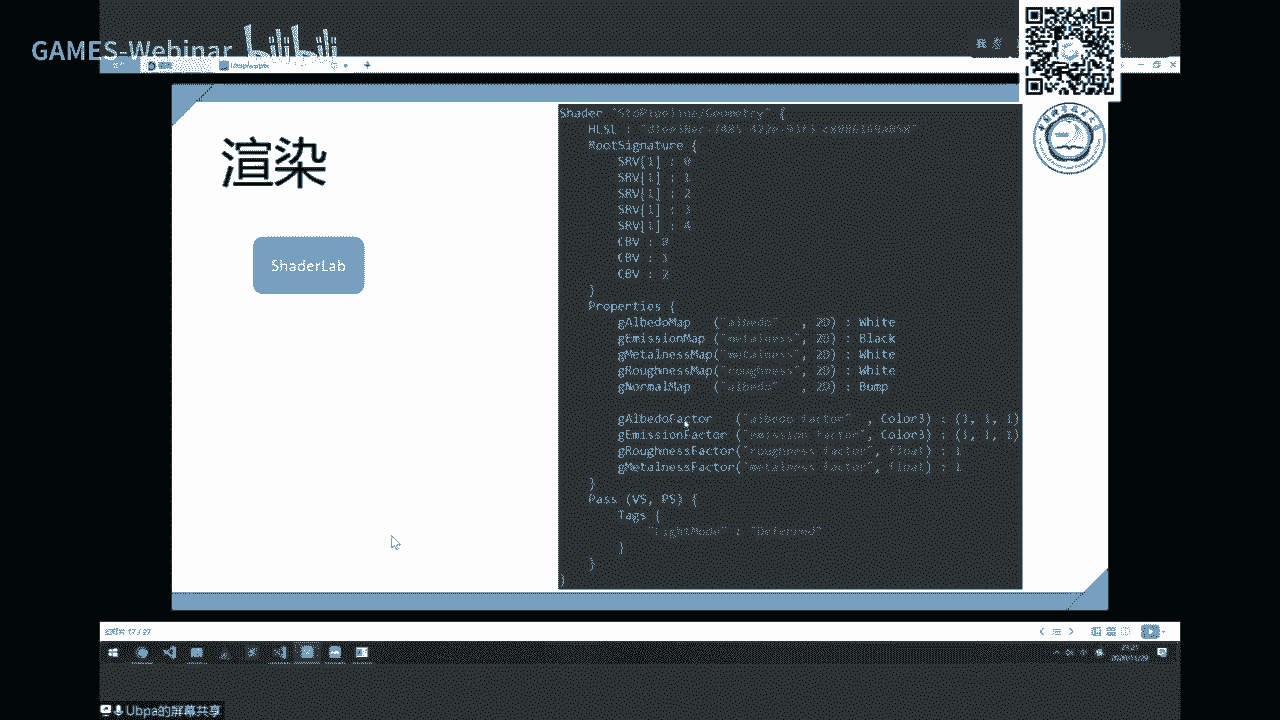 GAMES-Webinar bilibili
渲染
ShaderLab
Shader "StdPipeline/Geometry" {
HLSL :
RootSignature {
SRV[1] : 0
SRV[1] : 1
SRV[1] : 2
SRV[1] : 3
SRV[1] : 4
CBV : 0
CBV : 1
CBV : 2
}
Properties {
gAlbedoMap ("albedo" , 2D) : White
gEmissionMap ("metalness", 2D) : Black
gMetalnessMap("metalness", 2D) : White
gRoughnessMap("roughness", 2D) : White
gNormalMap ("albedo" , 2D) : Bump
gAlbedoFactor ("albedo factor" , Color3) : (1, 1, 1)
gEmissionFactor ("emission factor", Color3) : (1, 1, 1)
gRoughnessFactor("roughness factor", float) : 1
gMetalnessFactor("metalness factor", float) : 1
}
Pass (VS, PS) {
Tags {
"LightMode" : "Deferred"
}
}
}
幻灯片 17 / 27
2020/11/29
Ubpa的屏幕共享